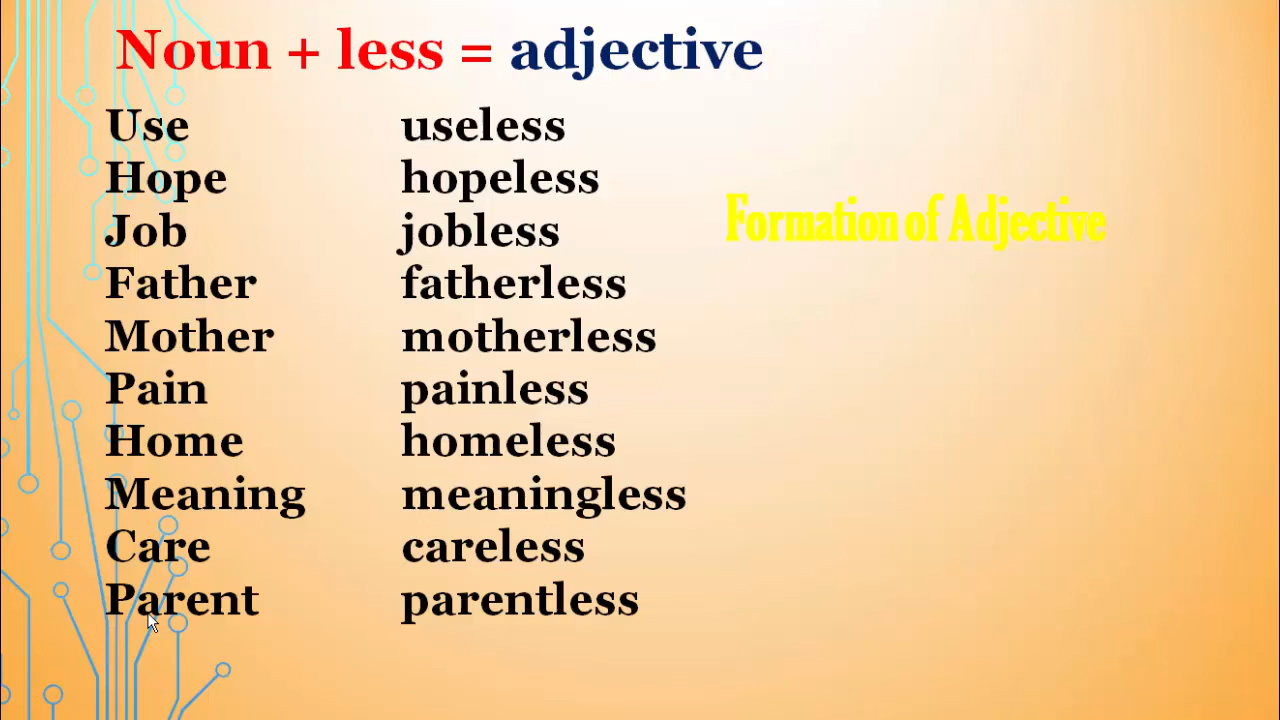 Noun + less = adjective
Use useless
Hope hopeless
Job jobless
Father fatherless
Mother motherless
Pain painless
Home homeless
Meaning meaningless
Care careless
Parent parentless
Formation of Adjective